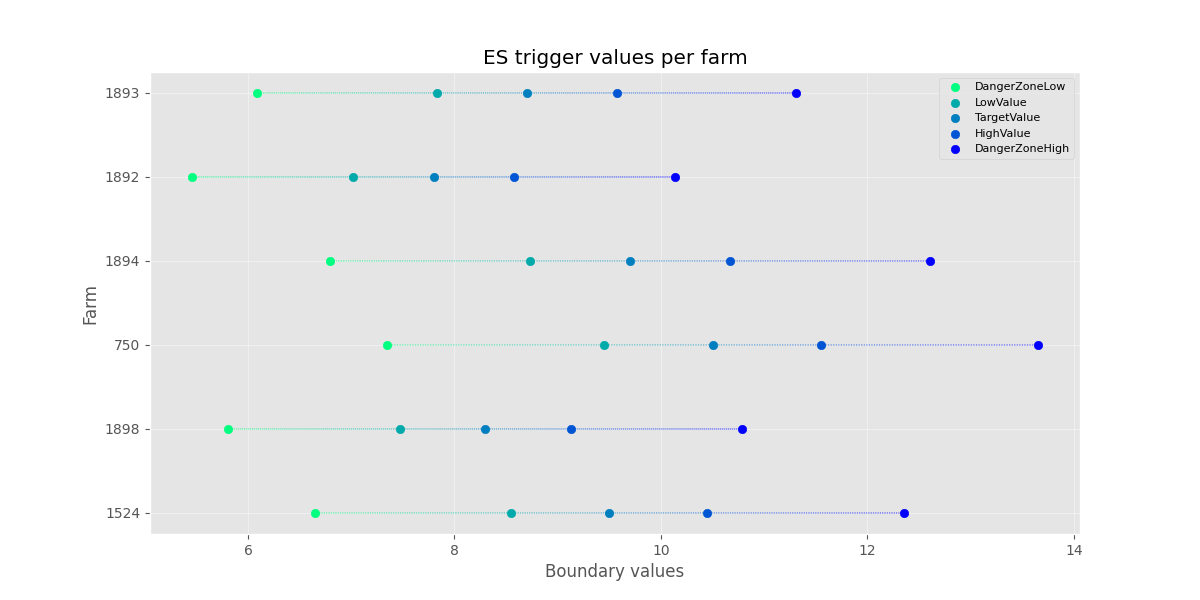 ES trigger values per farm
DangerZoneLow
LowValue
TargetValue
HighValue
DangerZoneHigh
Farm
1893
1892
1894
750
1898
1524
6 8 10 12 14
Boundary values